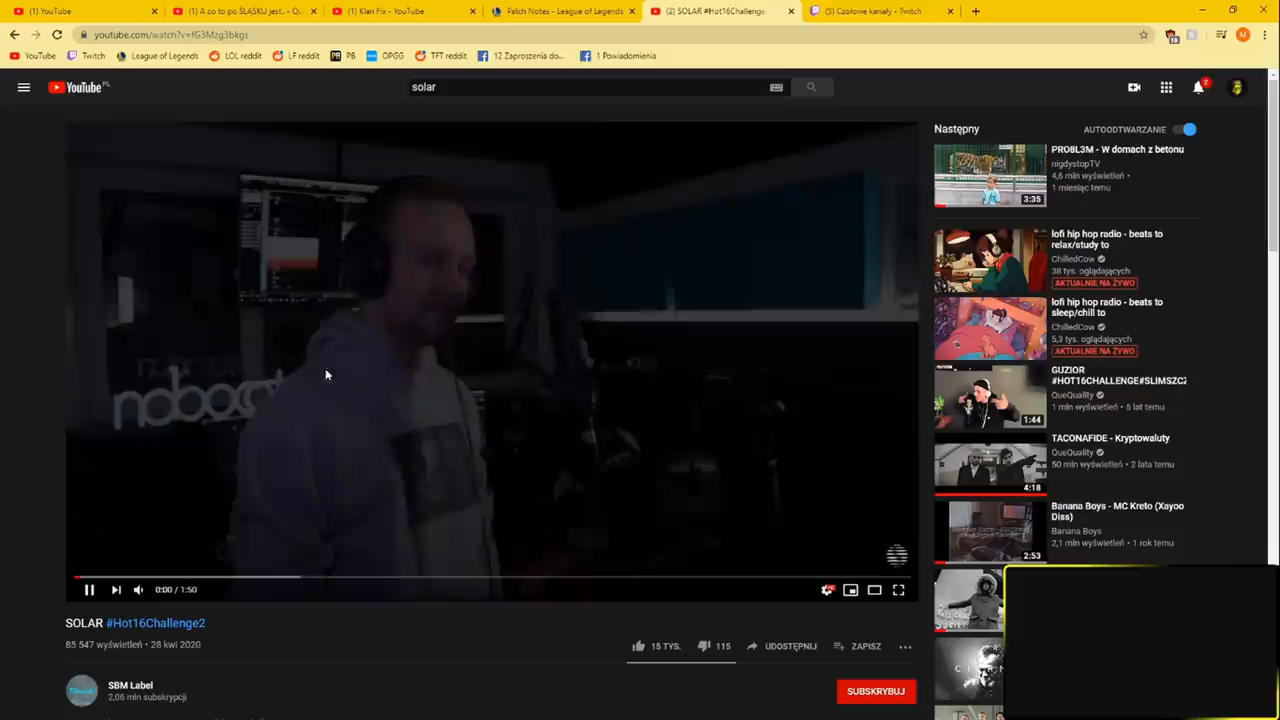 (1) YouTube
(1) A co to po ŚLĄSKU jest.. - Qu
(1) Klan Fix - YouTube
Patch Notes - League of Legends
(2) SOLAR #Hot16Challenge
(5) Czołowe kanały - Twitch
youtube.com/watch?v=fG3Mzg3bkgs
YouTube
Twitch
League of Legends
LOL reddit
LF reddit
PB
OPGG
TFT reddit
12 Zaproszenia do...
1 Powiadomienia
YouTube PL
solar
2
Następny
AUTOODTWARZANIE
PRO8L3M - W domach z betonu
nigdystopTV
4,6 mln wyświetleń •
1 miesiąc temu
3:35
lofi hip hop radio - beats to
relax/study to
ChilledCow
38 tys. oglądających
AKTUALNIE NA ŻYWO
lofi hip hop radio - beats to
sleep/chill to
ChilledCow
5,3 tys. oglądających
AKTUALNIE NA ŻYWO
GUZIOR
#HOT16CHALLENGE#SLIMSZCZ
QueQuality
1 mln wyświetleń • 5 lat temu
1:44
TACONAFIDE - Kryptowaluty
QueQuality
50 mln wyświetleń • 2 lata temu
4:18
Banana Boys - MC Kreto (Xayoo
Diss)
Banana Boys
2,1 mln wyświetleń • 1 rok temu
2:53
0:00 / 1:50
SOLAR #Hot16Challenge2
85 547 wyświetleń • 28 kwi 2020
15 TYS.
115
UDOSTĘPNIJ
ZAPISZ
SBM Label
2,06 mln subskrypcji
SUBSKRYBUJ